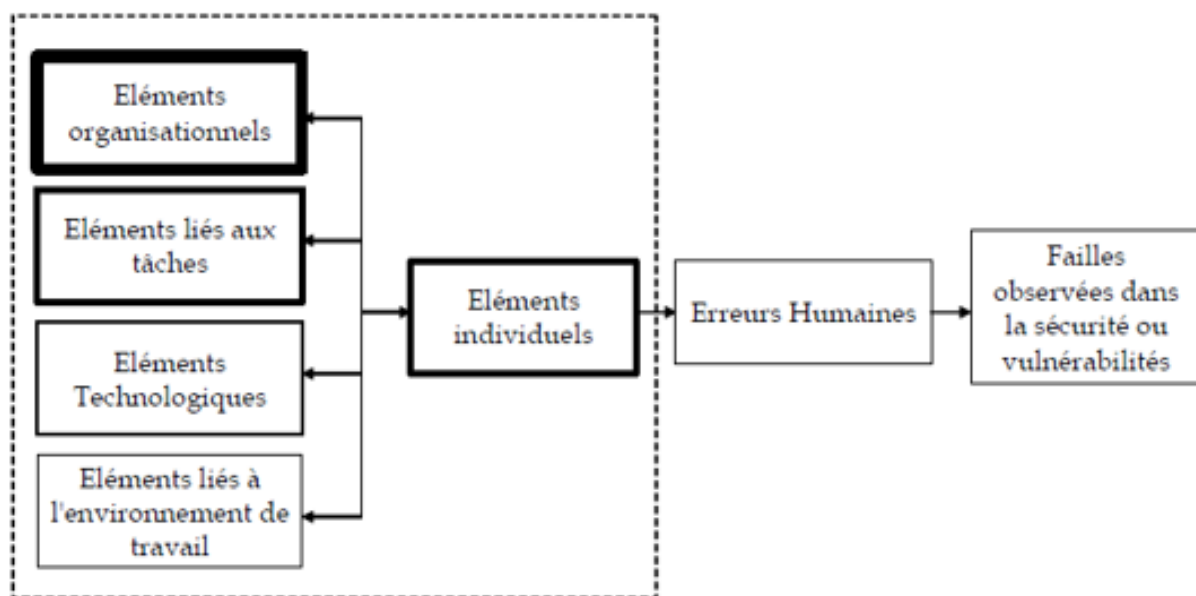 Eléments
organisationnels
Eléments liés aux
tâches
Eléments
Technologiques
Eléments liés à
l'environnement de
travail
Eléments
individuels
Erreurs Humaines
Failles
observées dans
la sécurité ou
vulnérabilités